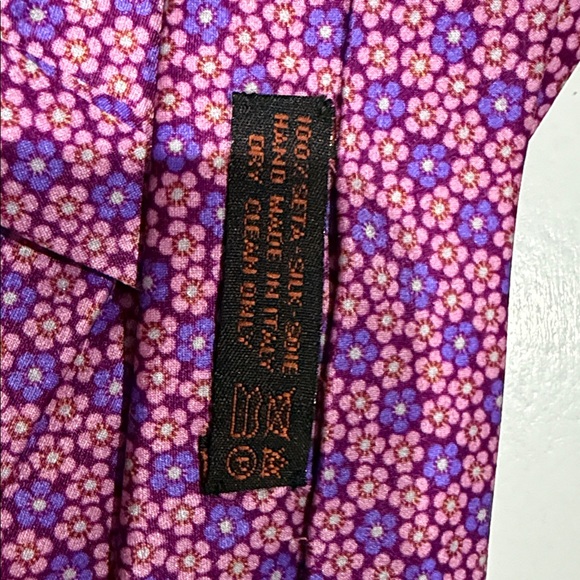 100% SETA-SILK-SOIE
HAND MADE IN ITALY
DRY CLEAN ONLY
P